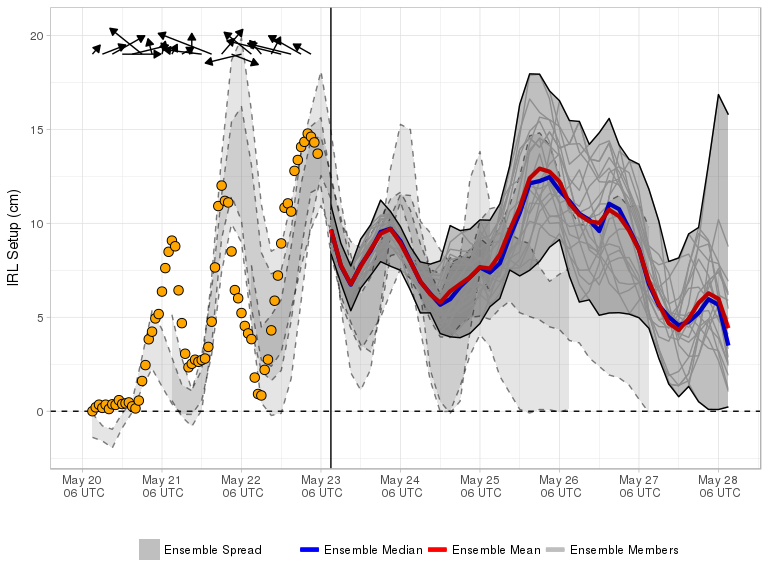 IRL Setup (cm)
20
15
10
5
0
May 20 May 21 May 22 May 23 May 24 May 25 May 26 May 27 May 28
06 UTC 06 UTC 06 UTC 06 UTC 06 UTC 06 UTC 06 UTC 06 UTC 06 UTC
Ensemble Spread Ensemble Median Ensemble Mean Ensemble Members